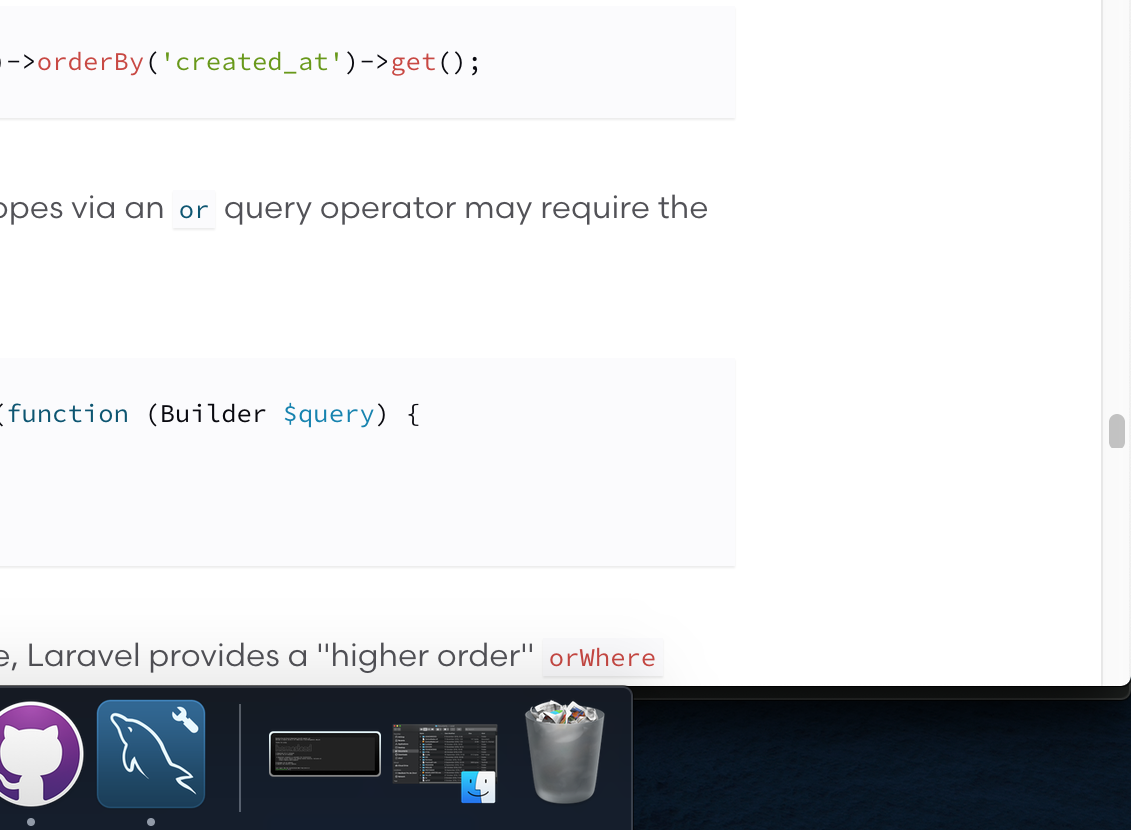 )->orderBy('created_at')->get();
opes via an or query operator may require the
(function (Builder $query) {
e, Laravel provides a "higher order" orWhere